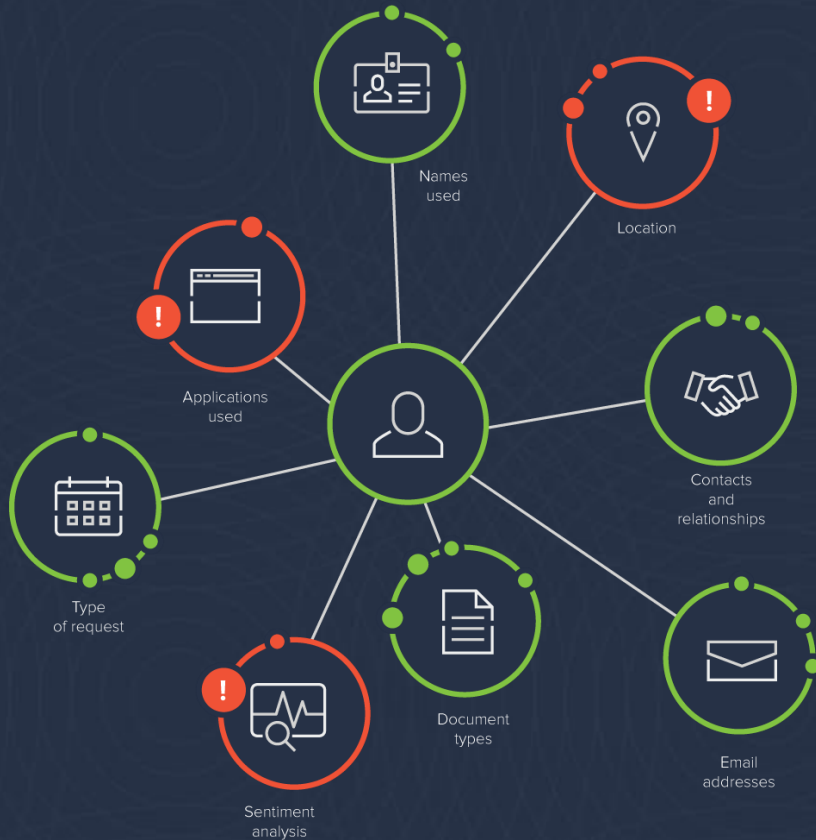 Names
used
!
Location
Applications
used
!
Contacts
and
relationships
Type
of request
!
Document
types
Email
addresses
Sentiment
analysis